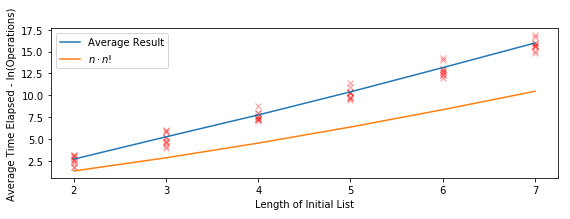 Average Time Elapsed - ln(Operations)
17.5
15.0
12.5
10.0
7.5
5.0
2.5
Average Result
n · n!
2 3 4 5 6 7
Length of Initial List